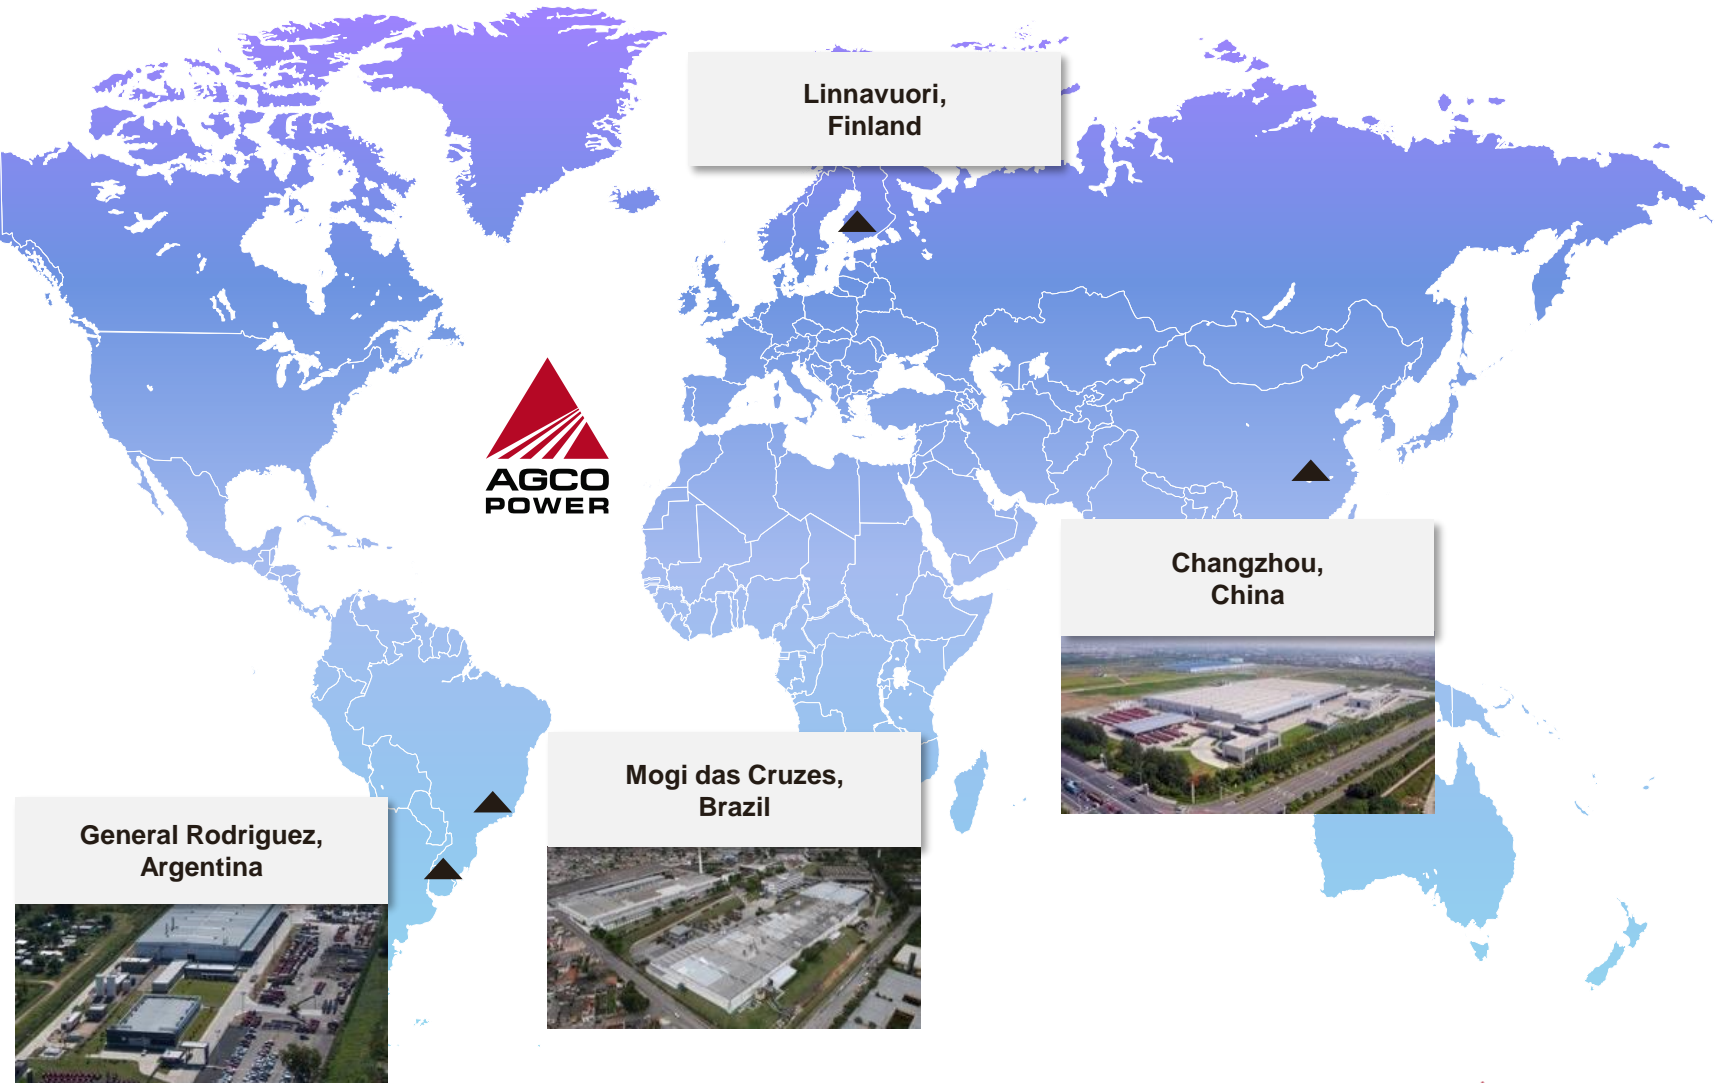 Linnavuori,
Finland
AGCO
POWER
Changzhou,
China
Mogi das Cruzes,
Brazil
General Rodriguez,
Argentina